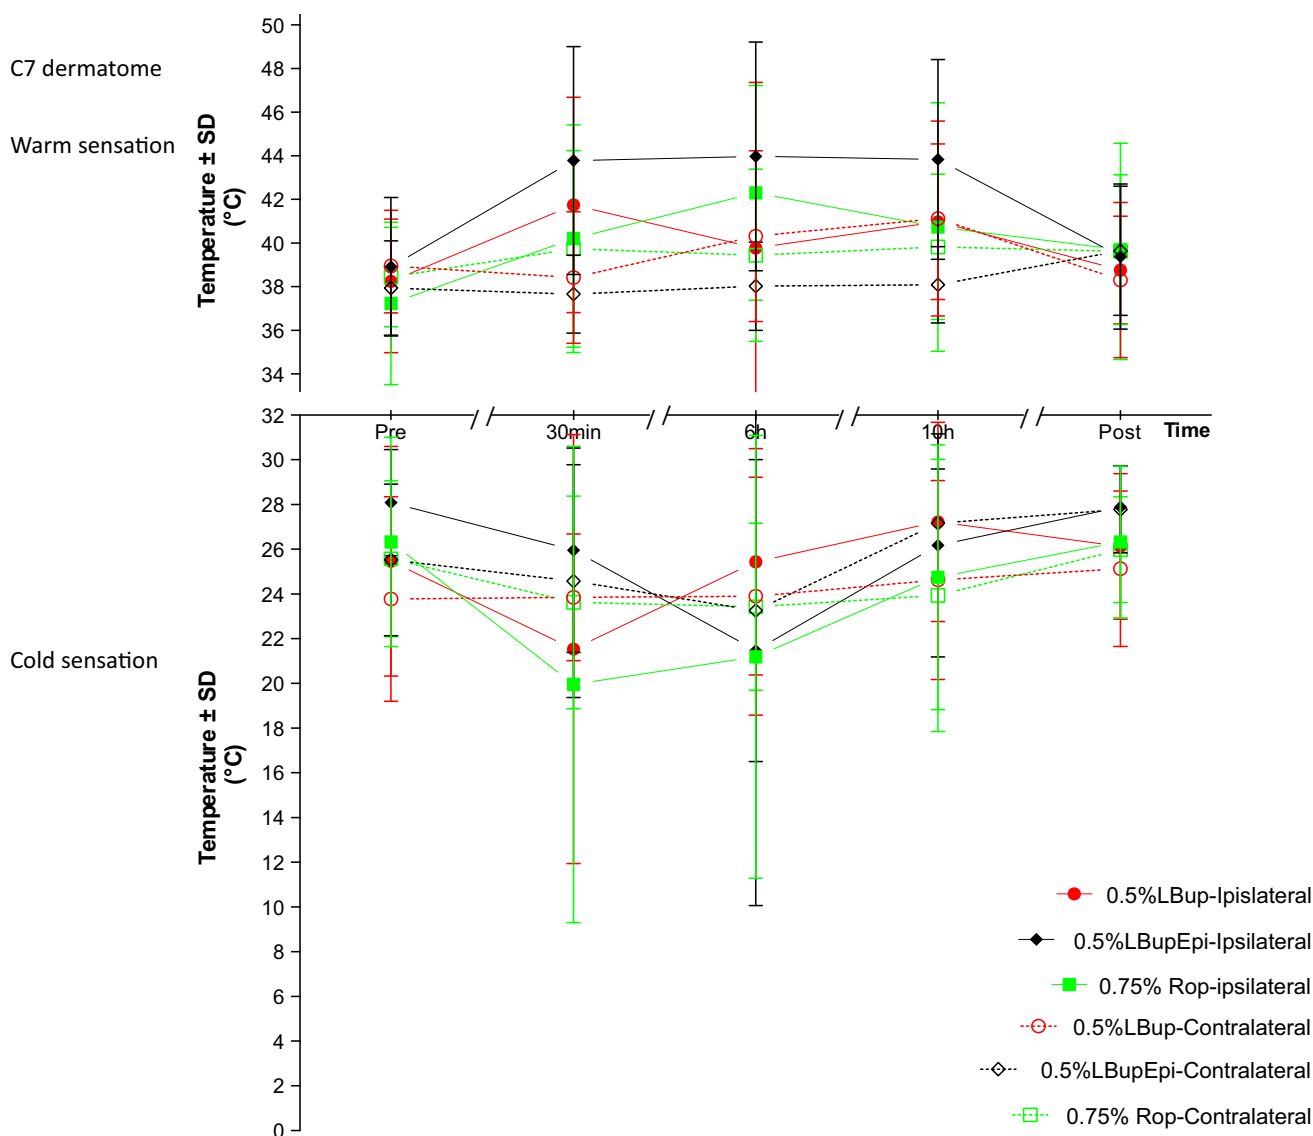 C7 dermatome
Warm sensation
Temperature ± SD
(°C)
50
48
46
44
42
40
38
36
34
32
Pre
30min
6h
10h
Post
Time
30
28
26
24
22
20
18
16
14
12
10
8
6
4
2
0
Cold sensation
Temperature ± SD
(°C)
0.5%LBup-Ipislateral
0.5%LBupEpi-Ipsilateral
0.75% Rop-ipsilateral
0.5%LBup-Contralateral
0.5%LBupEpi-Contralateral
0.75% Rop-Contralateral